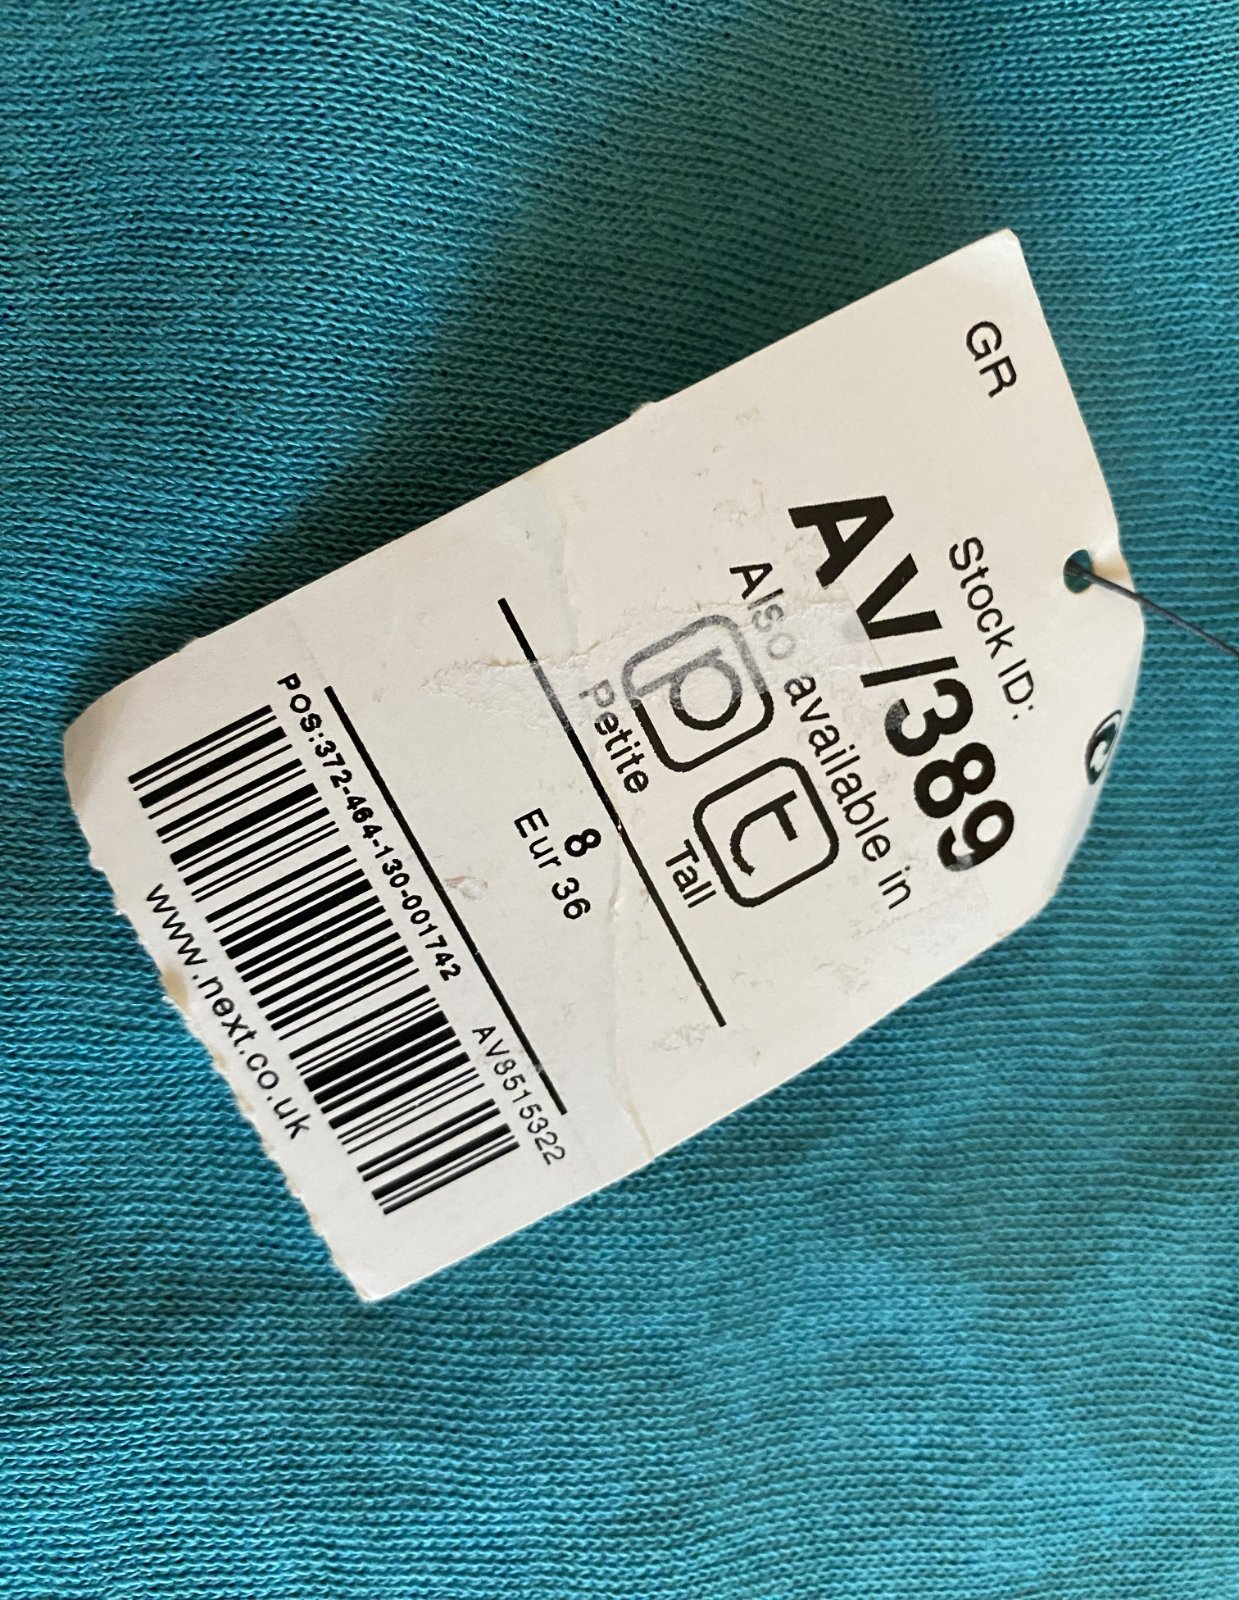 GR
Stock ID:
AV/389
Also available in
p t
Petite Tall
8
Eur 36
AV8515322
POS:372-464-130-001742
www.next.co.uk